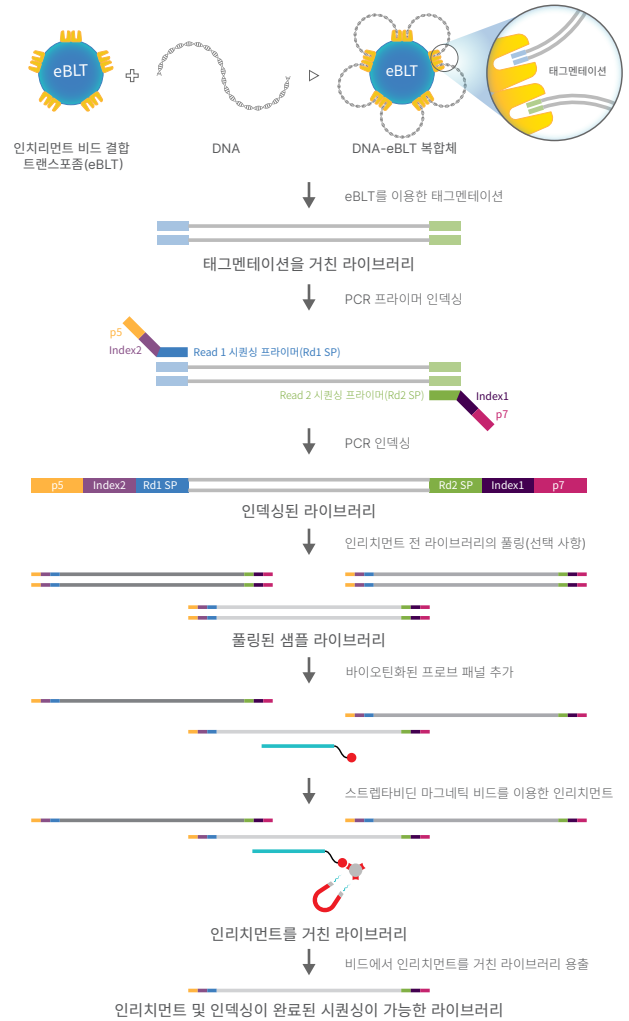 eBLT
eBLT
태그멘테이션
인치리먼트 비드 결합
트랜스포좀(eBLT)
DNA
DNA-eBLT 복합체
eBLT를 이용한 태그멘테이션
태그멘테이션을 거친 라이브러리
PCR 프라이머 인덱싱
p5
Index2
Read 1 시퀀싱 프라이머(Rd1 SP)
Read 2 시퀀싱 프라이머(Rd2 SP)
Index1
p7
PCR 인덱싱
p5 Index2 Rd1 SP Rd2 SP Index1 p7
인덱싱된 라이브러리
인리치먼트 전 라이브러리의 풀링(선택 사항)
풀링된 샘플 라이브러리
바이오틴화된 프로브 패널 추가
스트렙타비딘 마그네틱 비드를 이용한 인리치먼트
인리치먼트를 거친 라이브러리
비드에서 인리치먼트를 거친 라이브러리 용출
인리치먼트 및 인덱싱이 완료된 시퀀싱이 가능한 라이브러리